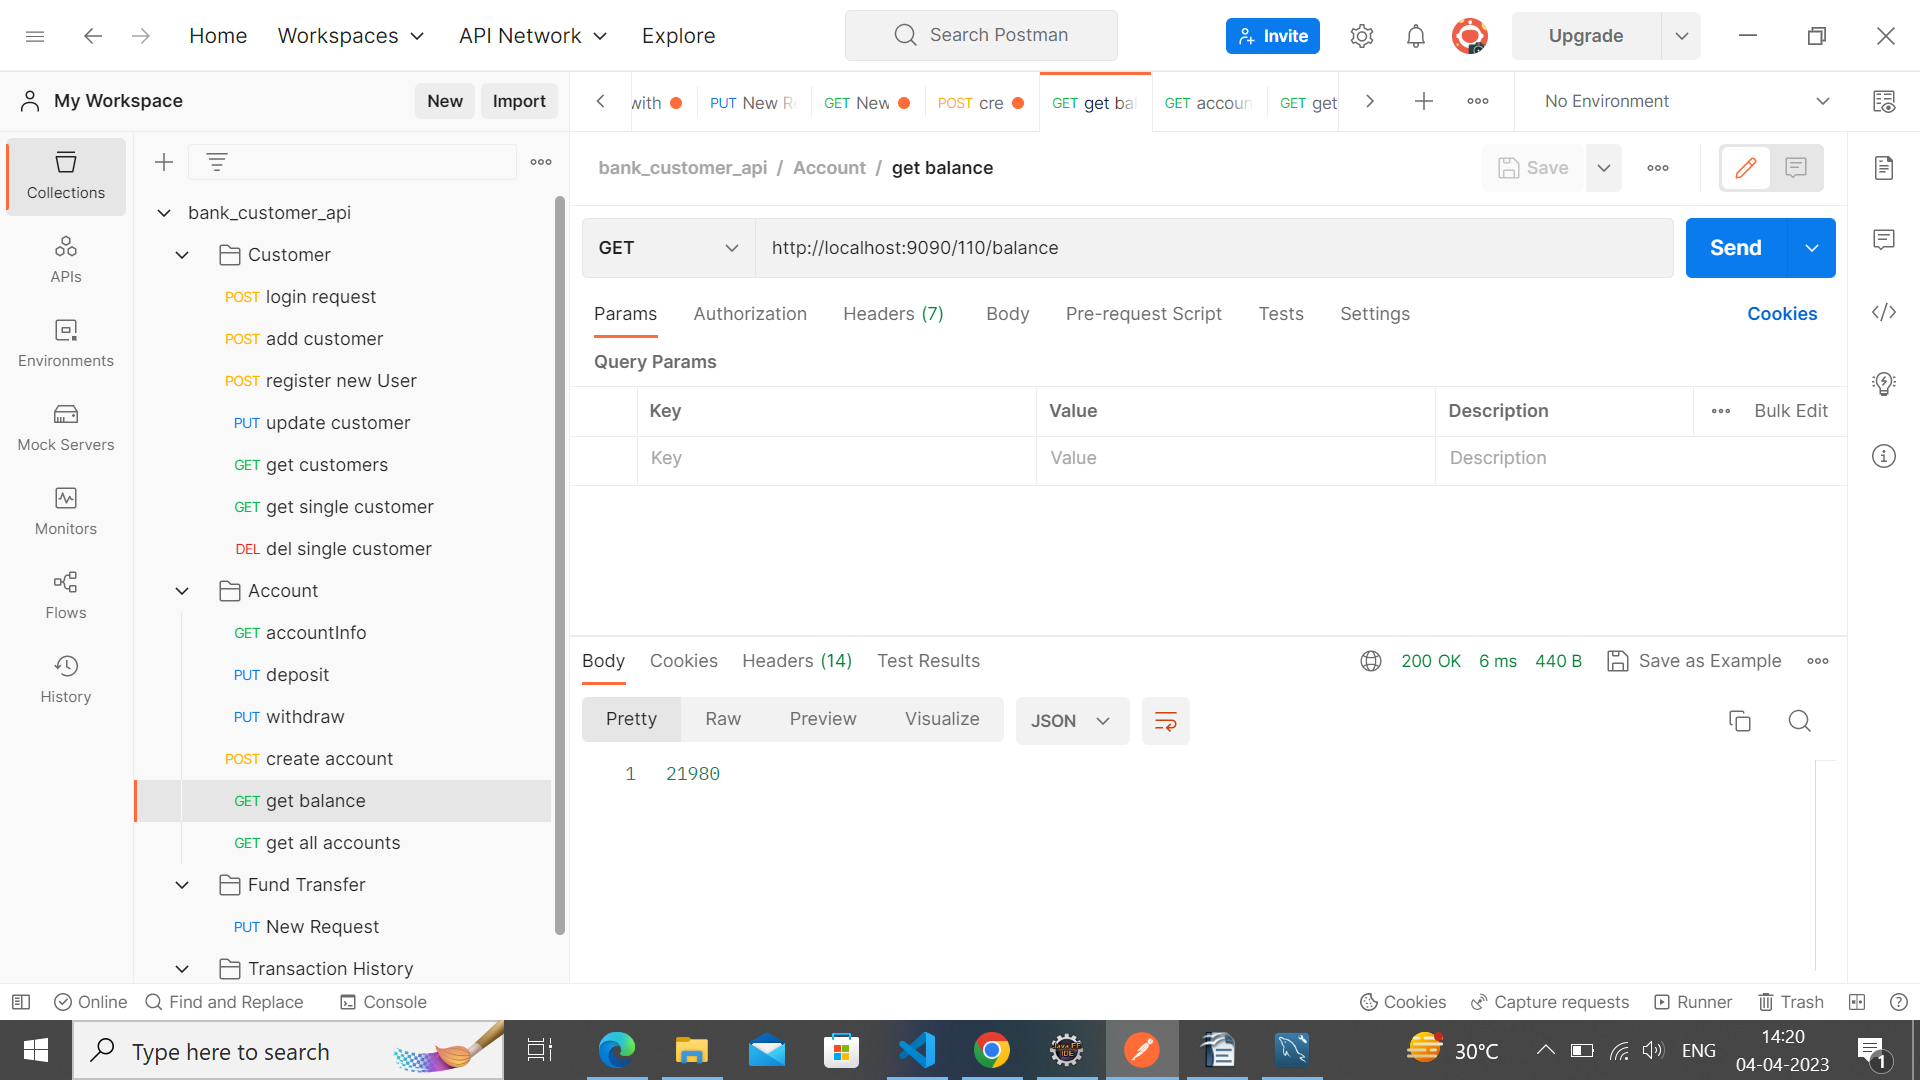 Home Workspaces API Network Explore Search Postman Invite Upgrade
My Workspace New Import with PUT New R GET New POST cre GET get bal GET accoun GET get No Environment
Collections
APIs
Environments
Mock Servers
Monitors
Flows
History
bank_customer_api
Customer
POST login request
POST add customer
POST register new User
PUT update customer
GET get customers
GET get single customer
DEL del single customer
Account
GET accountInfo
PUT deposit
PUT withdraw
POST create account
GET get balance
GET get all accounts
Fund Transfer
PUT New Request
Transaction History
bank_customer_api / Account / get balance Save
GET http://localhost:9090/110/balance Send
Params Authorization Headers (7) Body Pre-request Script Tests Settings Cookies
Query Params
Key Value Description Bulk Edit
Key Value Description
Body Cookies Headers (14) Test Results 200 OK 6 ms 440 B Save as Example
Pretty Raw Preview Visualize JSON
1 21980
Online Find and Replace Console Cookies Capture requests Runner Trash
Type here to search 30°C ENG 14:20
04-04-2023 1